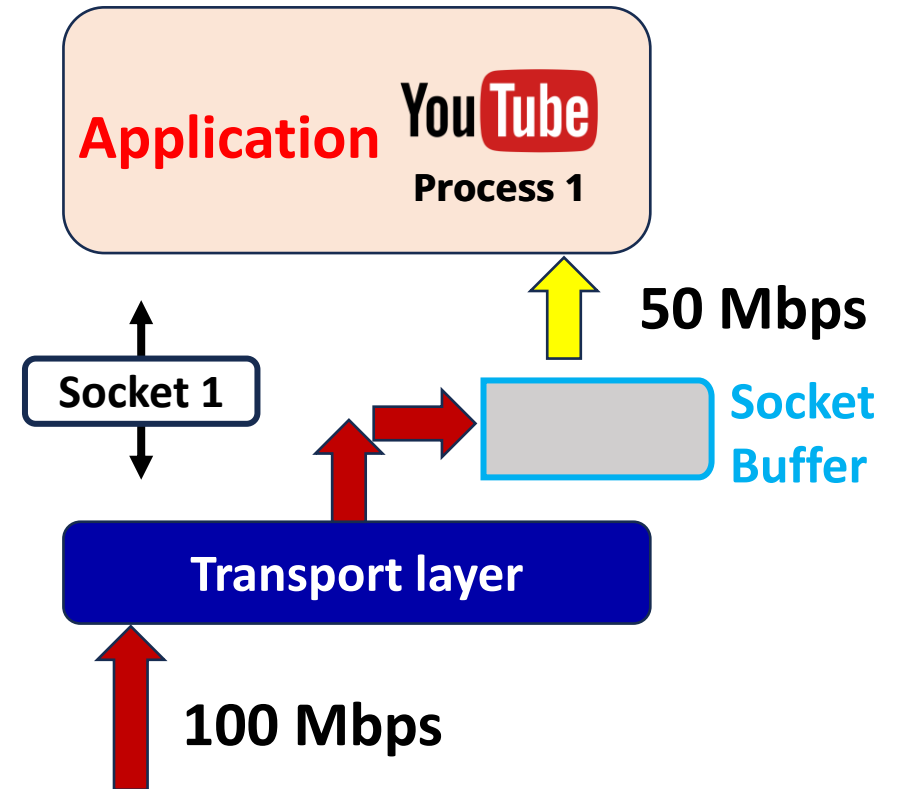 Application
YouTube
Process 1
50 Mbps
Socket 1
Socket
Buffer
Transport layer
100 Mbps